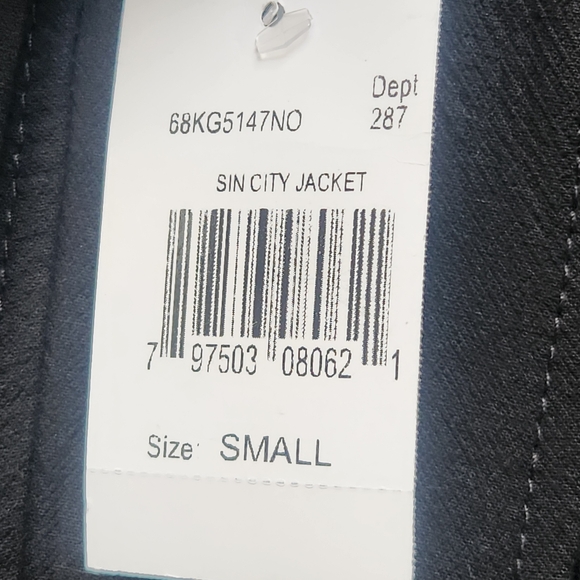 Dept
68KG5147NO 287
SIN CITY JACKET
7 97503 08062 1
Size: SMALL